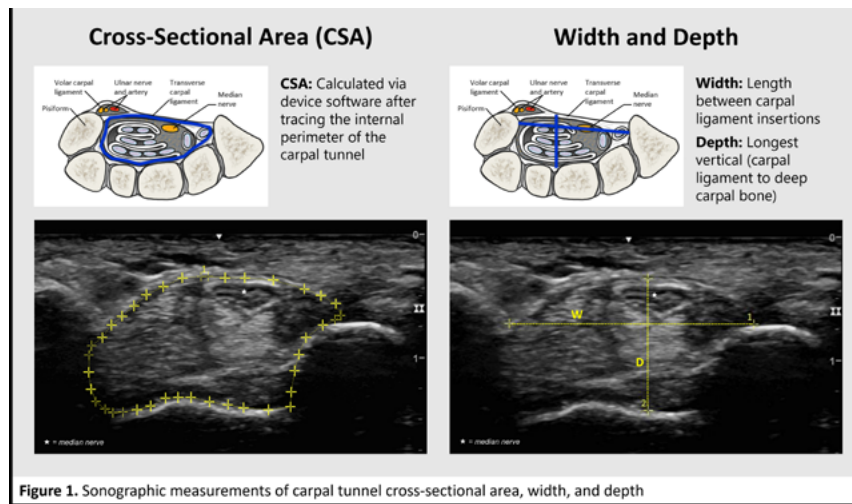 Cross-Sectional Area (CSA)
Volar carpal
ligament
Ulnar nerve
and artery
Transverse
carpal
ligament
Median
nerve
Pisiform
CSA: Calculated via
device software after
tracing the internal
perimeter of the
carpal tunnel
0
II
1
★ = median nerve
Width and Depth
Volar carpal
ligament
Ulnar nerve
and artery
Transverse
carpal
ligament
Median
nerve
Pisiform
Width: Length
between carpal
ligament insertions
Depth: Longest
vertical (carpal
ligament to deep
carpal bone)
0
W
1
II
D
1
2
★ = median nerve
Figure 1. Sonographic measurements of carpal tunnel cross-sectional area, width, and depth